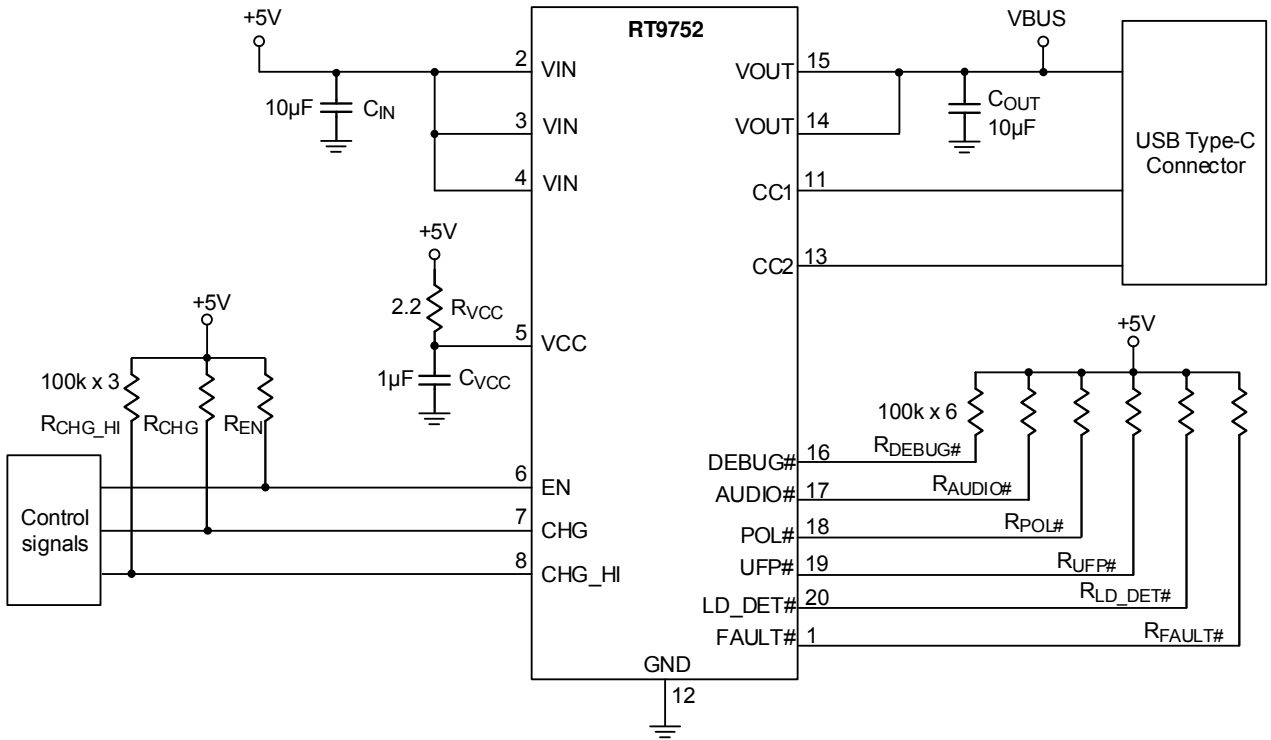 +5V
RT9752
VBUS
2 VIN
VOUT 15
10µF CIN
COUT
10µF
3 VIN
VOUT 14
USB Type-C
Connector
4 VIN
CC1 11
+5V
CC2 13
2.2 RVCC
+5V
5 VCC
+5V
1µF CVCC
100k x 3
RCHG_HI RCHG REN
100k x 6
RDEBUG#
DEBUG# 16
Control
signals
6 EN
RAUDIO#
AUDIO# 17
7 CHG
RPOL#
POL# 18
8 CHG_HI
RUFP#
UFP# 19
RLD_DET#
LD_DET# 20
RFAULT#
FAULT# 1
GND
12